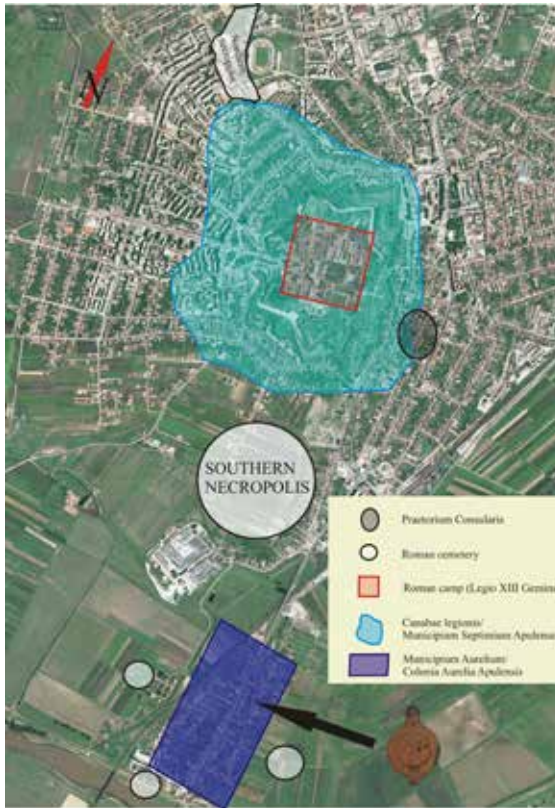 N
SOUTHERN
NECROPOLIS
Praetorium Consularis
Roman cemetery
Roman camp (Legio XIII Gemina
Canabae legionis/
Municipium Septimium Apulense
Municipium Aurelium/
Colonia Aurelia Apulensis